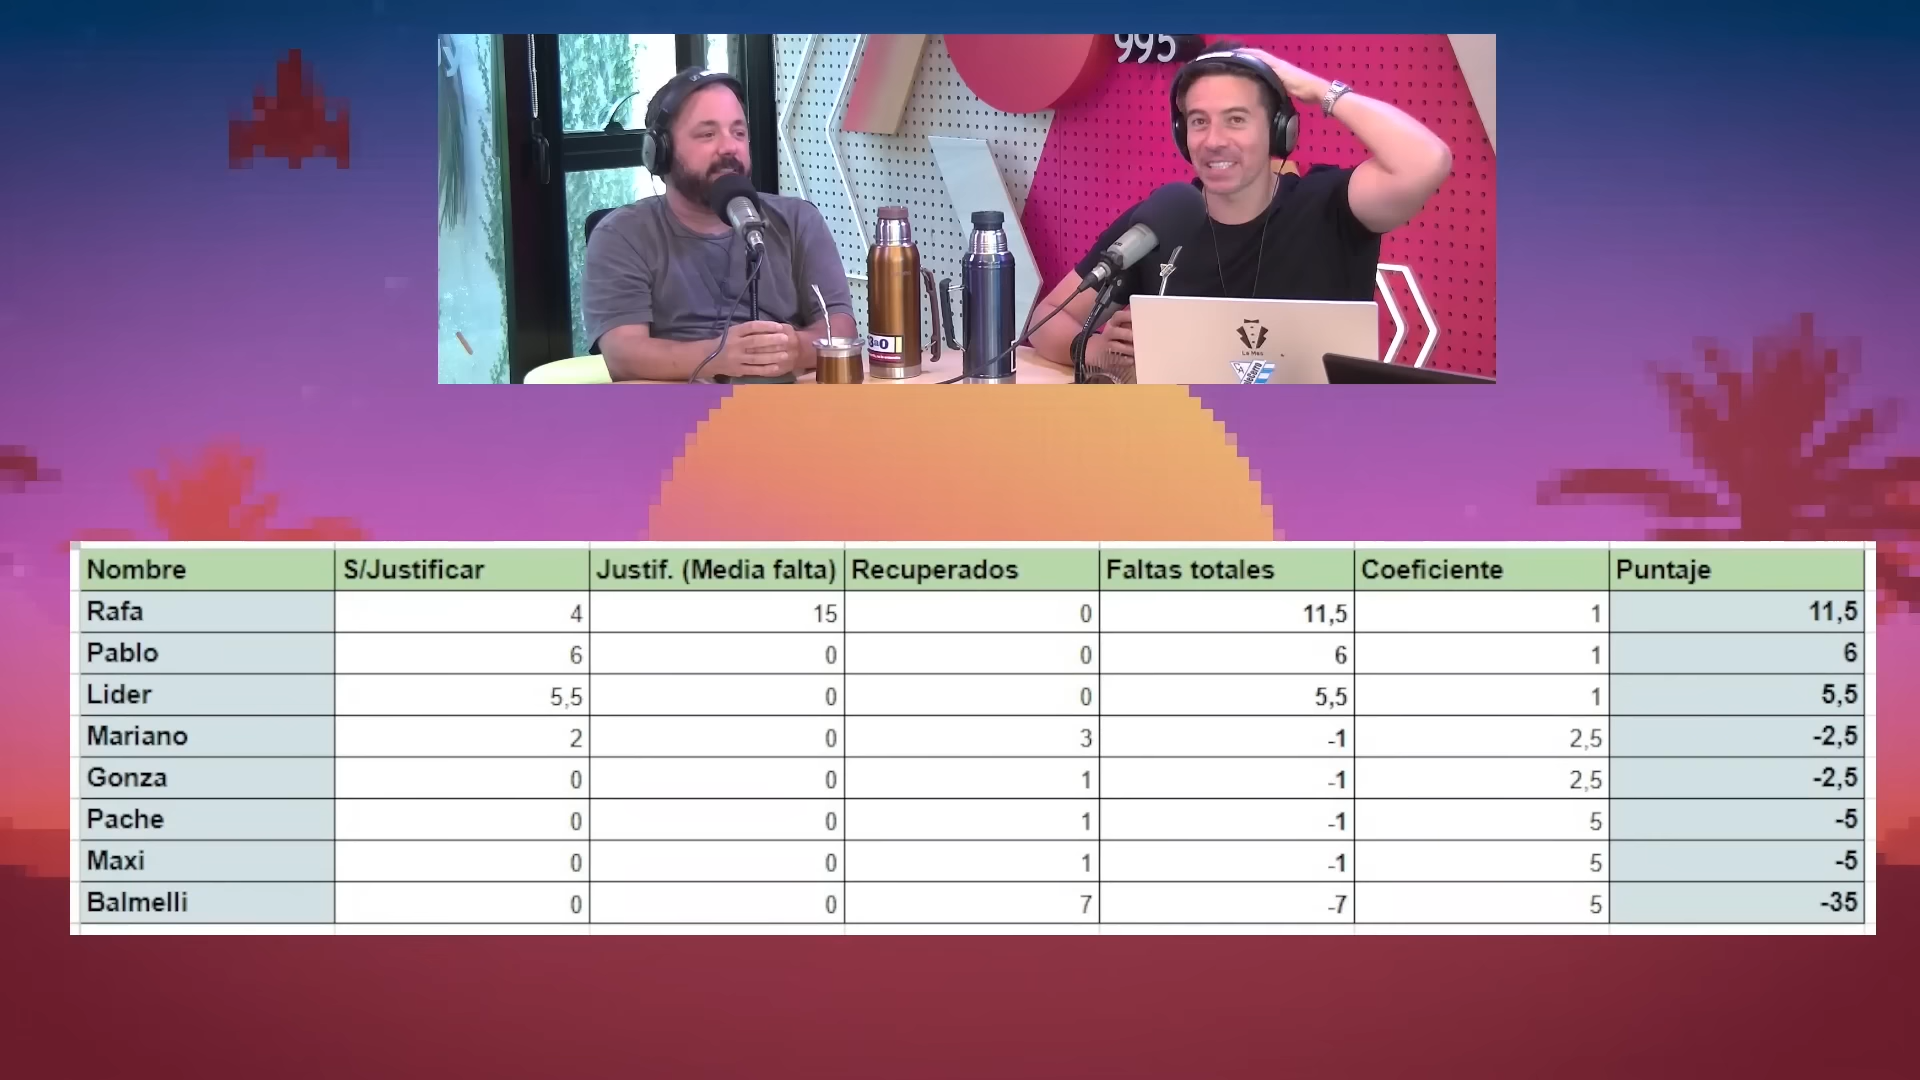 995
3a0
La Mesa
Nombre S/Justificar Justif. (Media falta) Recuperados Faltas totales Coeficiente Puntaje
Rafa 4 15 0 11,5 1 11,5
Pablo 6 0 0 6 1 6
Lider 5,5 0 0 5,5 1 5,5
Mariano 2 0 3 -1 2,5 -2,5
Gonza 0 0 1 -1 2,5 -2,5
Pache 0 0 1 -1 5 -5
Maxi 0 0 1 -1 5 -5
Balmelli 0 0 7 -7 5 -35